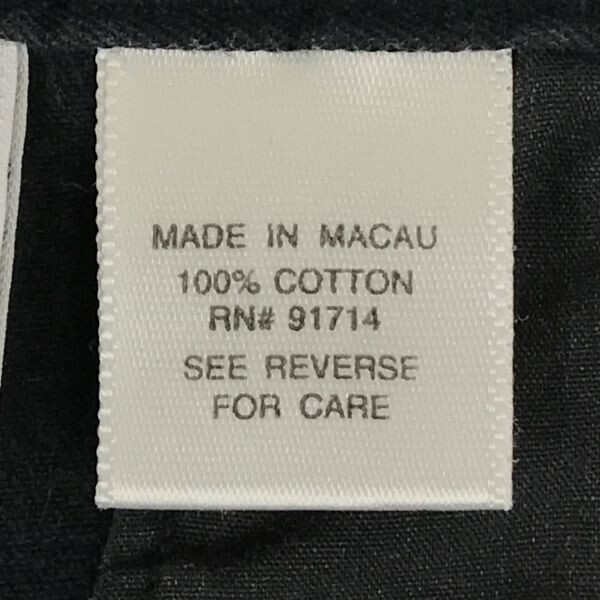 MADE IN MACAU
100% COTTON
RN# 91714
SEE REVERSE
FOR CARE